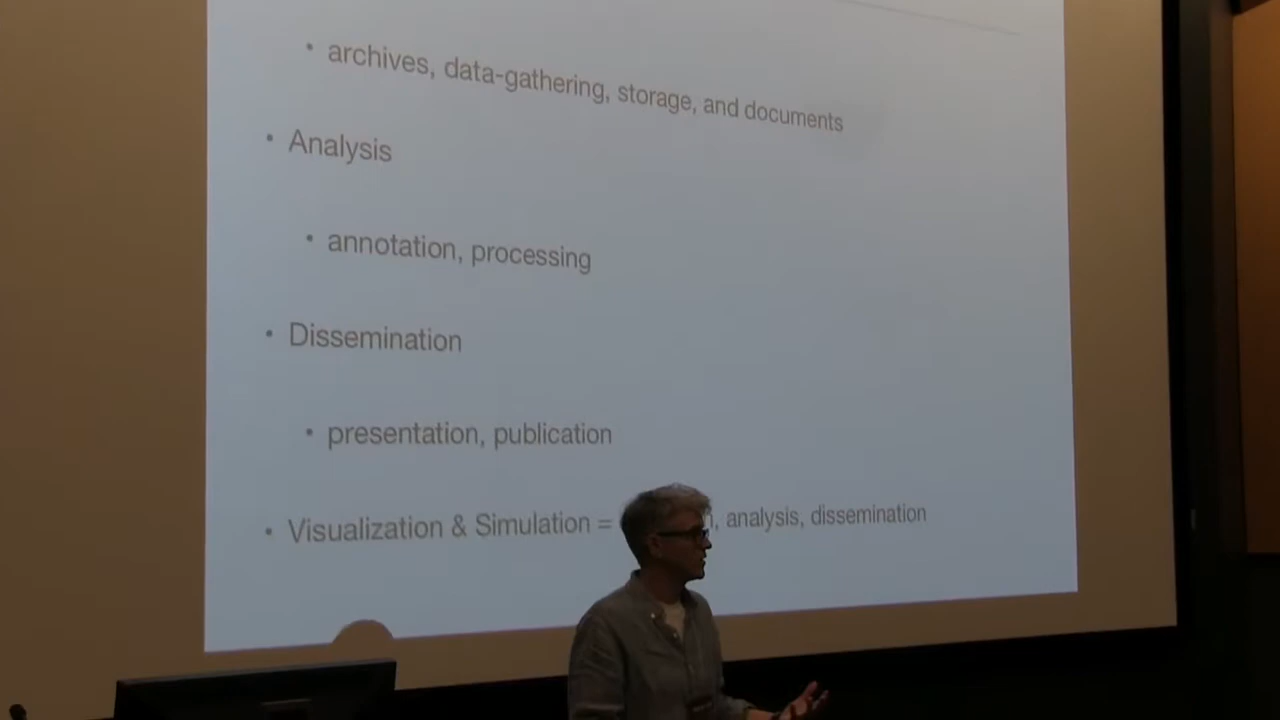 • archives, data-gathering, storage, and documents
• Analysis
• annotation, processing
• Dissemination
• presentation, publication
• Visualization & Simulation = , analysis, dissemination